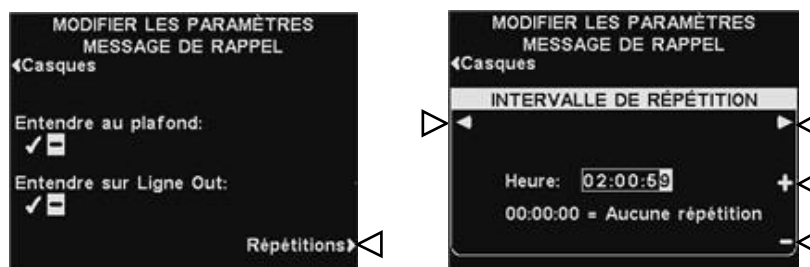 MODIFIER LES PARAMÈTRES
MESSAGE DE RAPPEL
Casques
Entendre au plafond:
Entendre sur Ligne Out:
Répétitions
MODIFIER LES PARAMÈTRES
MESSAGE DE RAPPEL
Casques
INTERVALLE DE RÉPÉTITION
Heure: 02:00:59 +
00:00:00 = Aucune répétition
-